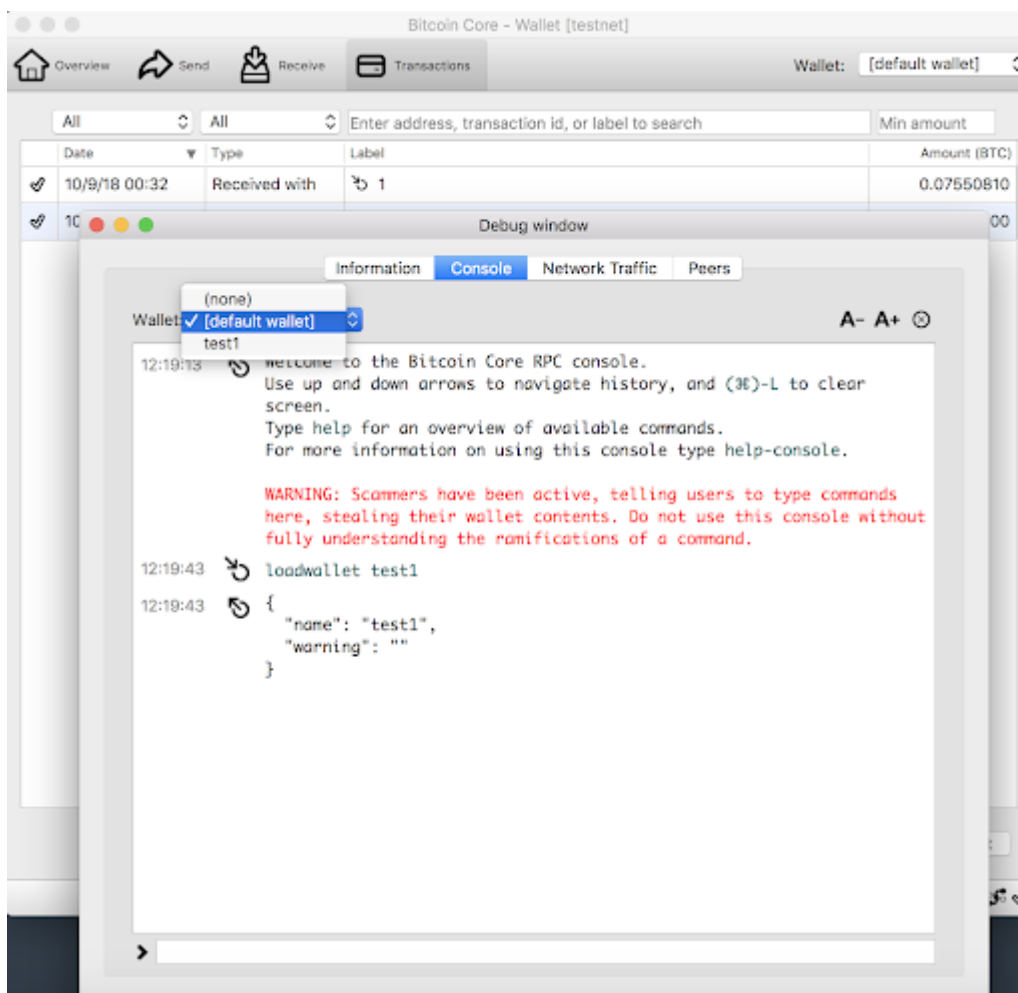 Bitcoin Core - Wallet [testnet]
Overview Send Receive Transactions Wallet: [default wallet]
All All Enter address, transaction id, or label to search Min amount
Date Type Label Amount (BTC)
10/9/18 00:32 Received with 1 0.07550810
10 00
Debug window
Information Console Network Traffic Peers
(none)
Wallet: ✓ [default wallet] A- A+
test1
12:19:13 Welcome to the Bitcoin Core RPC console.
Use up and down arrows to navigate history, and (⌘)-L to clear
screen.
Type help for an overview of available commands.
For more information on using this console type help-console.
WARNING: Scammers have been active, telling users to type commands
here, stealing their wallet contents. Do not use this console without
fully understanding the ramifications of a command.
12:19:43 loadwallet test1
12:19:43 {
"name": "test1",
"warning": ""
}